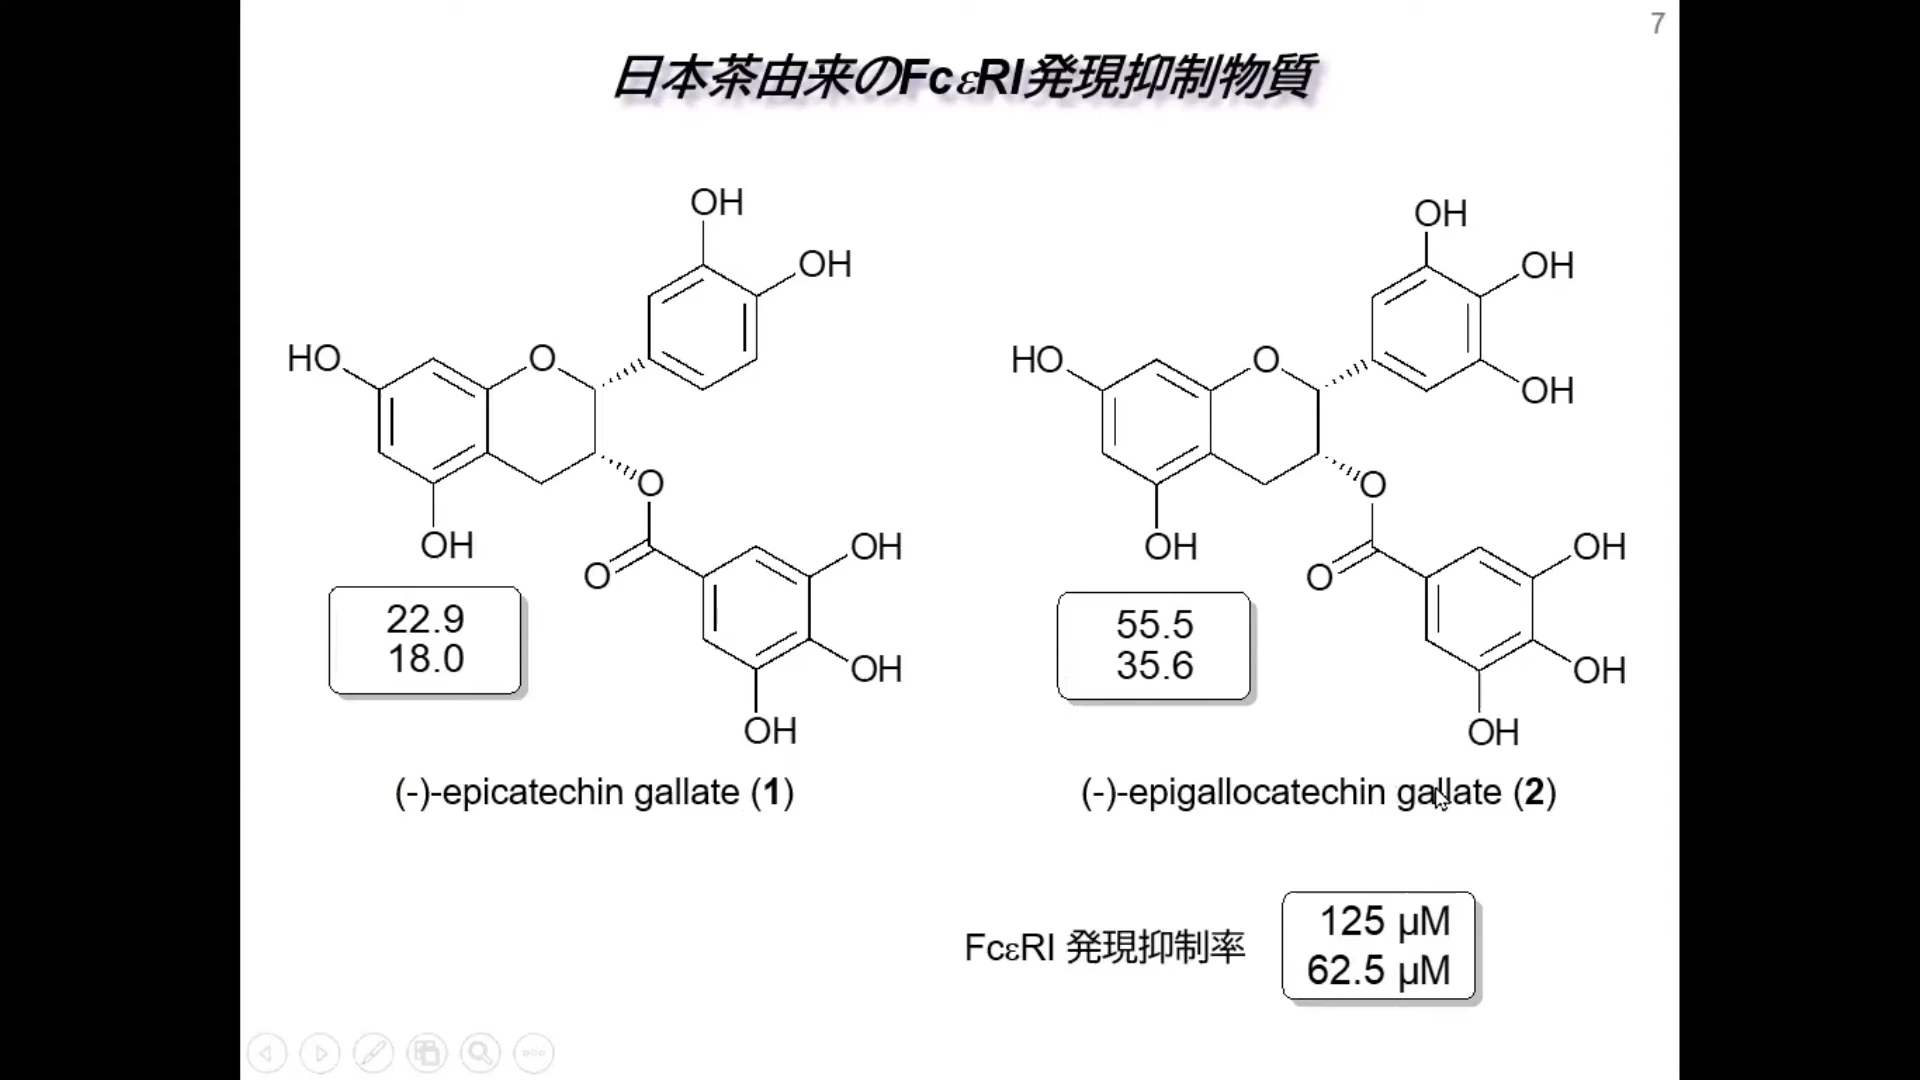 7
日本茶由来のFcεRI発現抑制物質
OH
OH
HO
O
O
OH
O
OH
OH
OH
22.9
18.0
(-)-epicatechin gallate (1)
OH
OH
OH
HO
O
O
OH
O
OH
OH
OH
55.5
35.6
(-)-epigallocatechin gallate (2)
FcεRI 発現抑制率
125 μM
62.5 μM